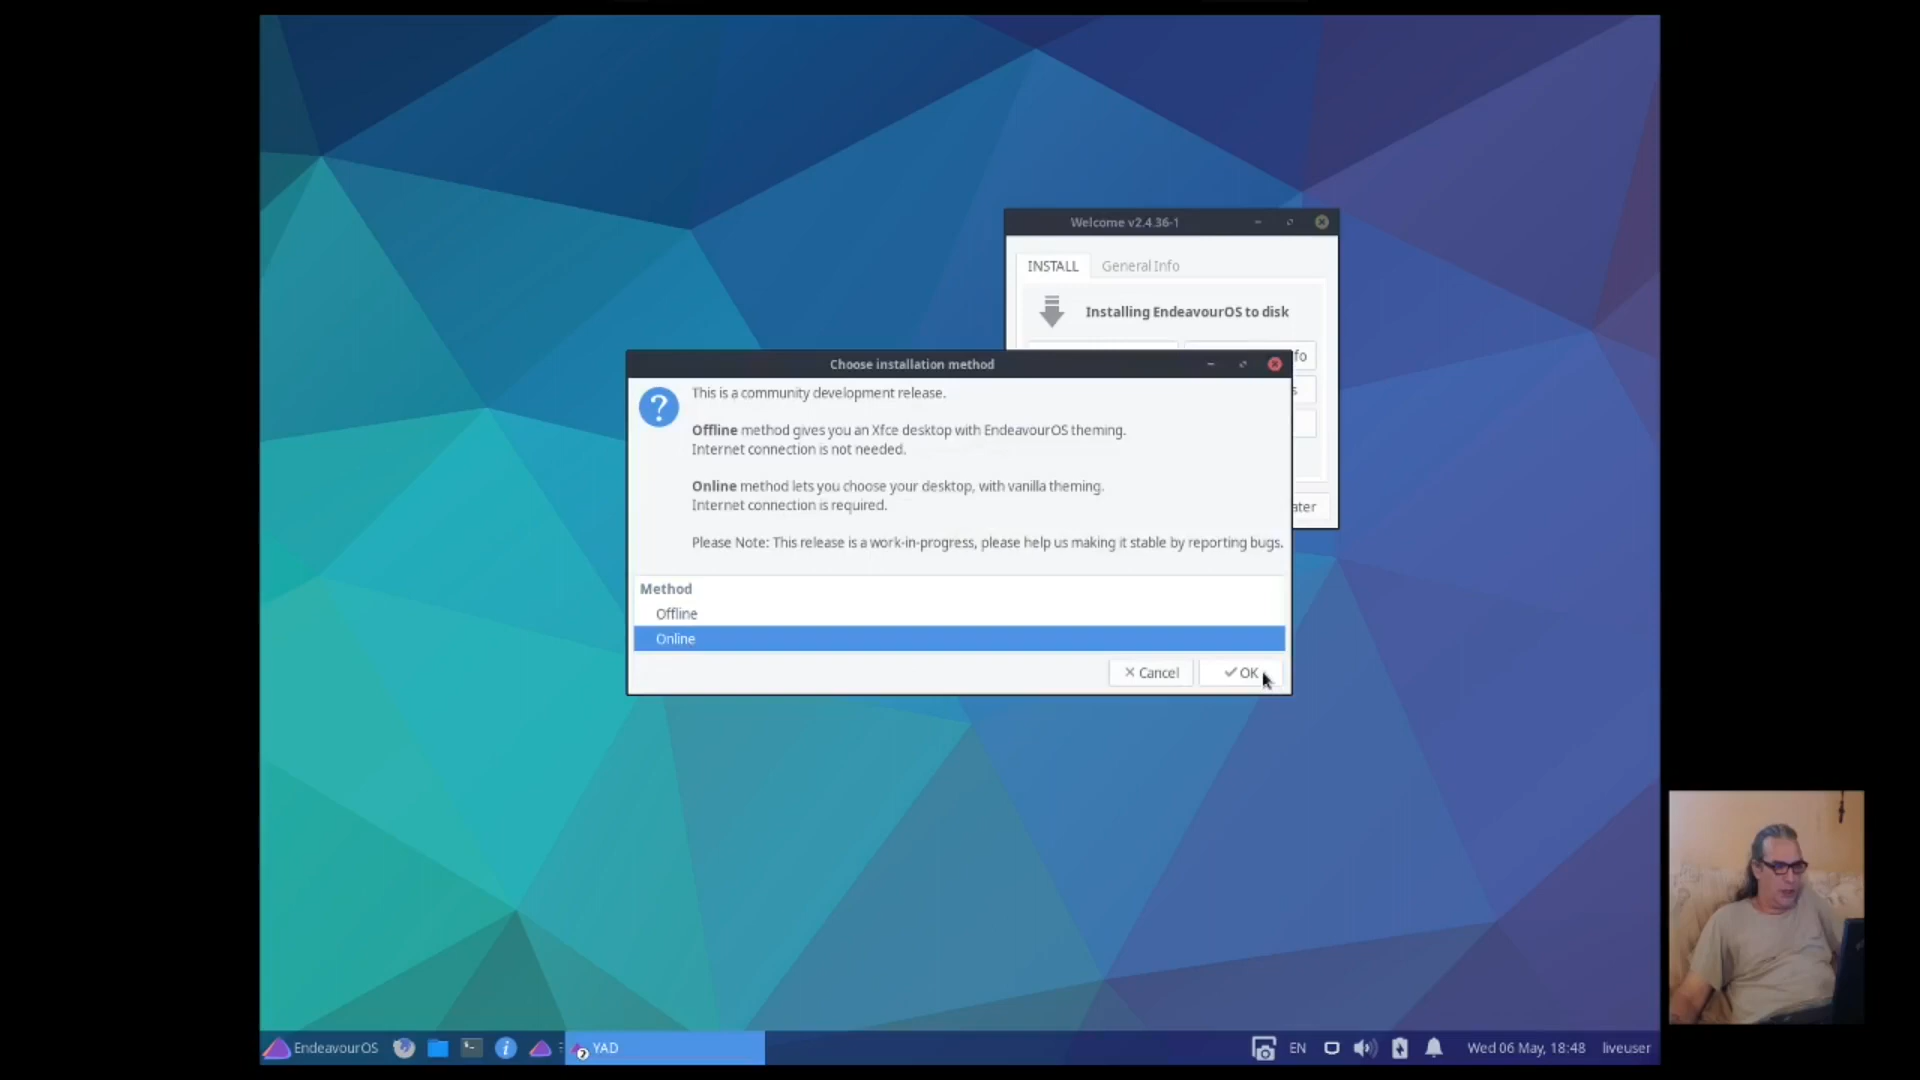 Welcome v2.4.36-1
INSTALL General Info
Installing EndeavourOS to disk
fo
s
ater
Choose installation method
This is a community development release.
Offline method gives you an Xfce desktop with EndeavourOS theming.
Internet connection is not needed.
Online method lets you choose your desktop, with vanilla theming.
Internet connection is required.
Please Note: This release is a work-in-progress, please help us making it stable by reporting bugs.
Method
Offline
Online
Cancel OK
EndeavourOS YAD EN Wed 06 May, 18:48 liveuser